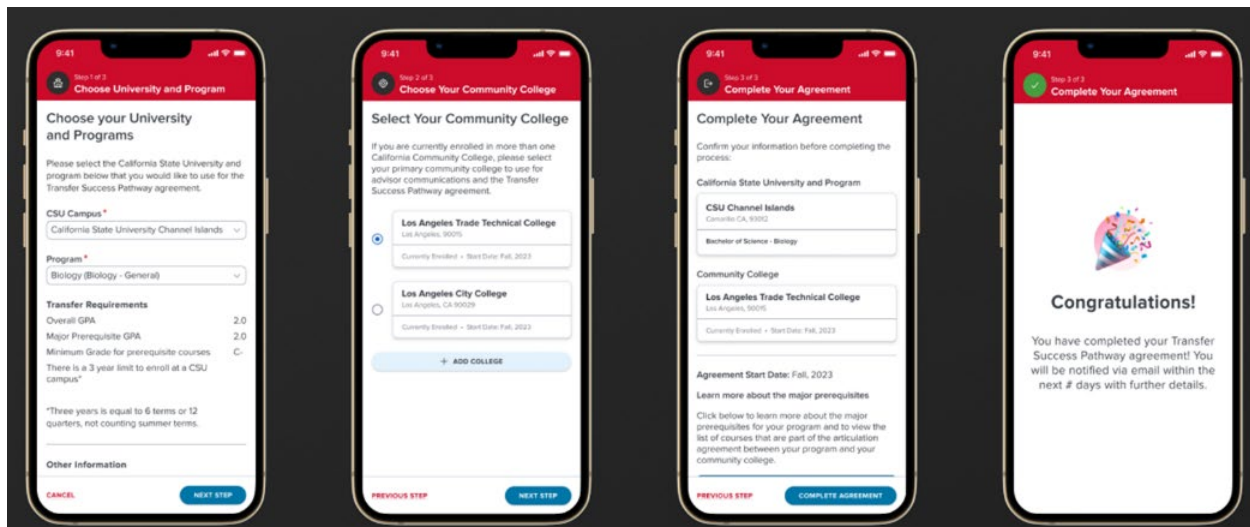 9:41
Step 1 of 3
Choose University and Program
Choose your University
and Programs
Please select the California State University and
program below that you would like to use for the
Transfer Success Pathway agreement.
CSU Campus*
California State University Channel Islands
Program*
Biology (Biology - General)
Transfer Requirements
Overall GPA 2.0
Major Prerequisite GPA 2.0
Minimum Grade for prerequisite courses C-
There is a 3 year limit to enroll at a CSU
campus*
*Three years is equal to 6 terms or 12
quarters, not counting summer terms.
Other Information
CANCEL NEXT STEP
9:41
Step 2 of 3
Choose Your Community College
Select Your Community College
If you are currently enrolled in more than one
California Community College, please select
your primary community college to use for
advisor communications and the Transfer
Success Pathway agreement.
Los Angeles Trade Technical College
Los Angeles, 90015
Currently Enrolled • Start Date: Fall, 2023
Los Angeles City College
Los Angeles, CA 90029
Currently Enrolled • Start Date: Fall, 2023
+ ADD COLLEGE
PREVIOUS STEP NEXT STEP
9:41
Step 3 of 3
Complete Your Agreement
Complete Your Agreement
Confirm your information before completing the
process:
California State University and Program
CSU Channel Islands
Camarillo CA, 93012
Bachelor of Science - Biology
Community College
Los Angeles Trade Technical College
Los Angeles, 90015
Currently Enrolled • Start Date: Fall, 2023
Agreement Start Date: Fall, 2023
Learn more about the major prerequisites
Click below to learn more about the major
prerequisites for your program and to view the
list of courses that are part of the articulation
agreement between your program and your
community college.
PREVIOUS STEP COMPLETE AGREEMENT
9:41
Step 3 of 3
Complete Your Agreement
Congratulations!
You have completed your Transfer
Success Pathway agreement! You
will be notified via email within the
next # days with further details.